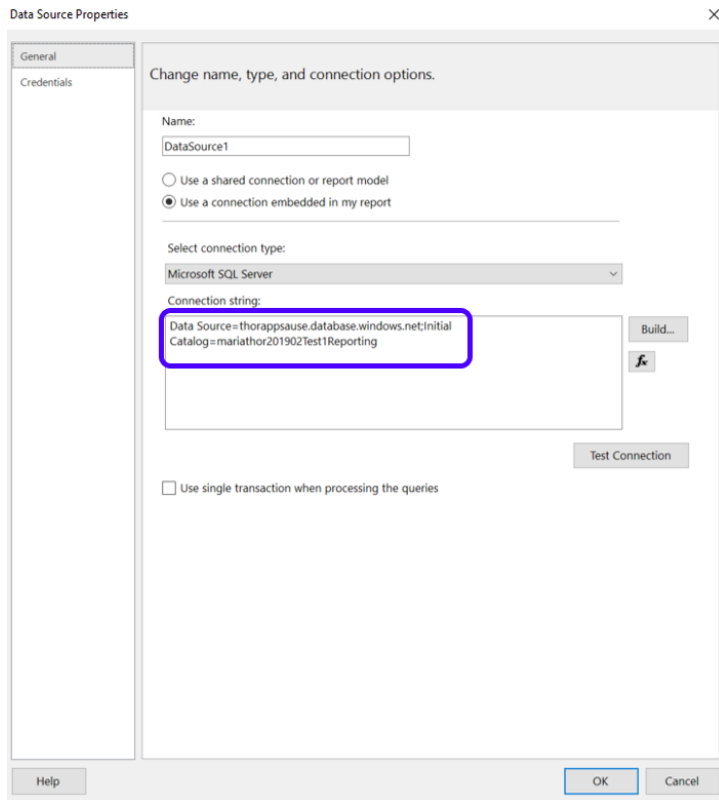 Data Source Properties
General
Credentials
Change name, type, and connection options.
Name:
DataSource1
Use a shared connection or report model
Use a connection embedded in my report
Select connection type:
Microsoft SQL Server
Connection string:
Data Source=thorappsause.database.windows.net;Initial
Catalog=mariathor201902Test1Reporting
Build...
fx
Test Connection
Use single transaction when processing the queries
Help
OK
Cancel